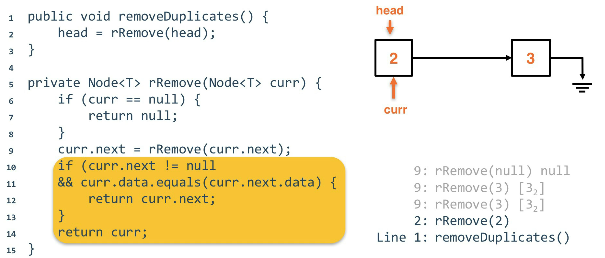 1 public void removeDuplicates() {
2 head = rRemove(head);
3 }
4
5 private Node<T> rRemove(Node<T> curr) {
6 if (curr == null) {
7 return null;
8 }
9 curr.next = rRemove(curr.next);
10 if (curr.next != null
11 && curr.data.equals(curr.next.data) {
12 return curr.next;
13 }
14 return curr;
15 }
head
2 3
curr
9: rRemove(null) null
9: rRemove(3) [3₂]
9: rRemove(3) [3₂]
2: rRemove(2)
Line 1: removeDuplicates()